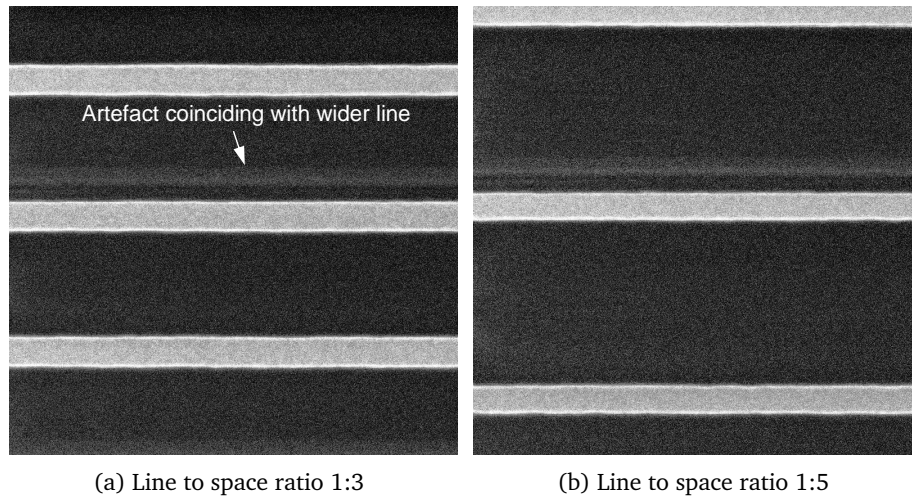 Artefact coinciding with wider line
(a) Line to space ratio 1:3
(b) Line to space ratio 1:5